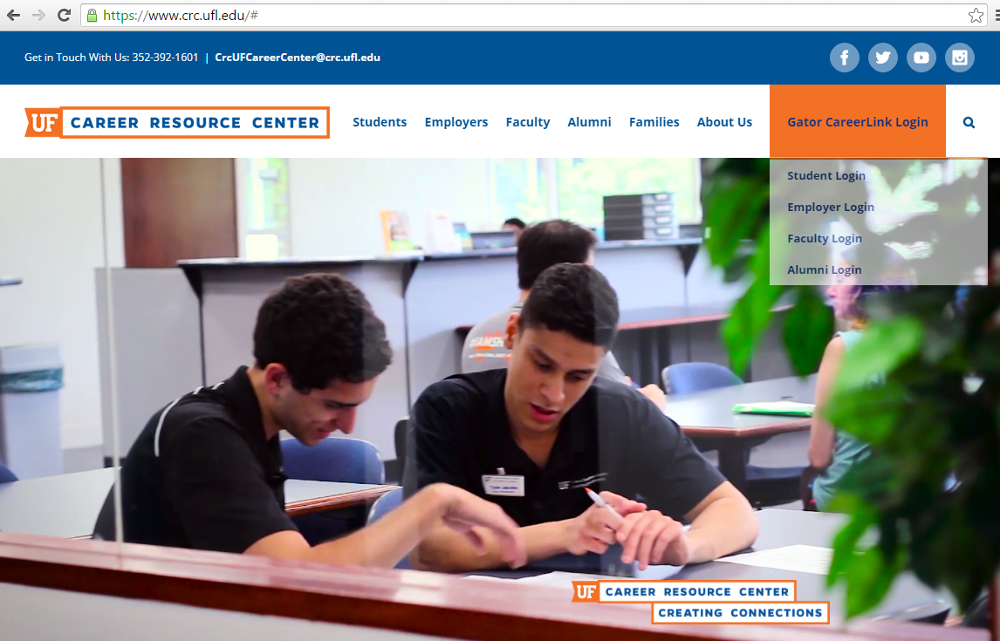 https://www.crc.ufl.edu/#
Get in Touch With Us: 352-392-1601 | CrcUFCareerCenter@crc.ufl.edu
UF CAREER RESOURCE CENTER
Students Employers Faculty Alumni Families About Us Gator CareerLink Login
Student Login
Employer Login
Faculty Login
Alumni Login
UF
UF CAREER RESOURCE CENTER
CREATING CONNECTIONS